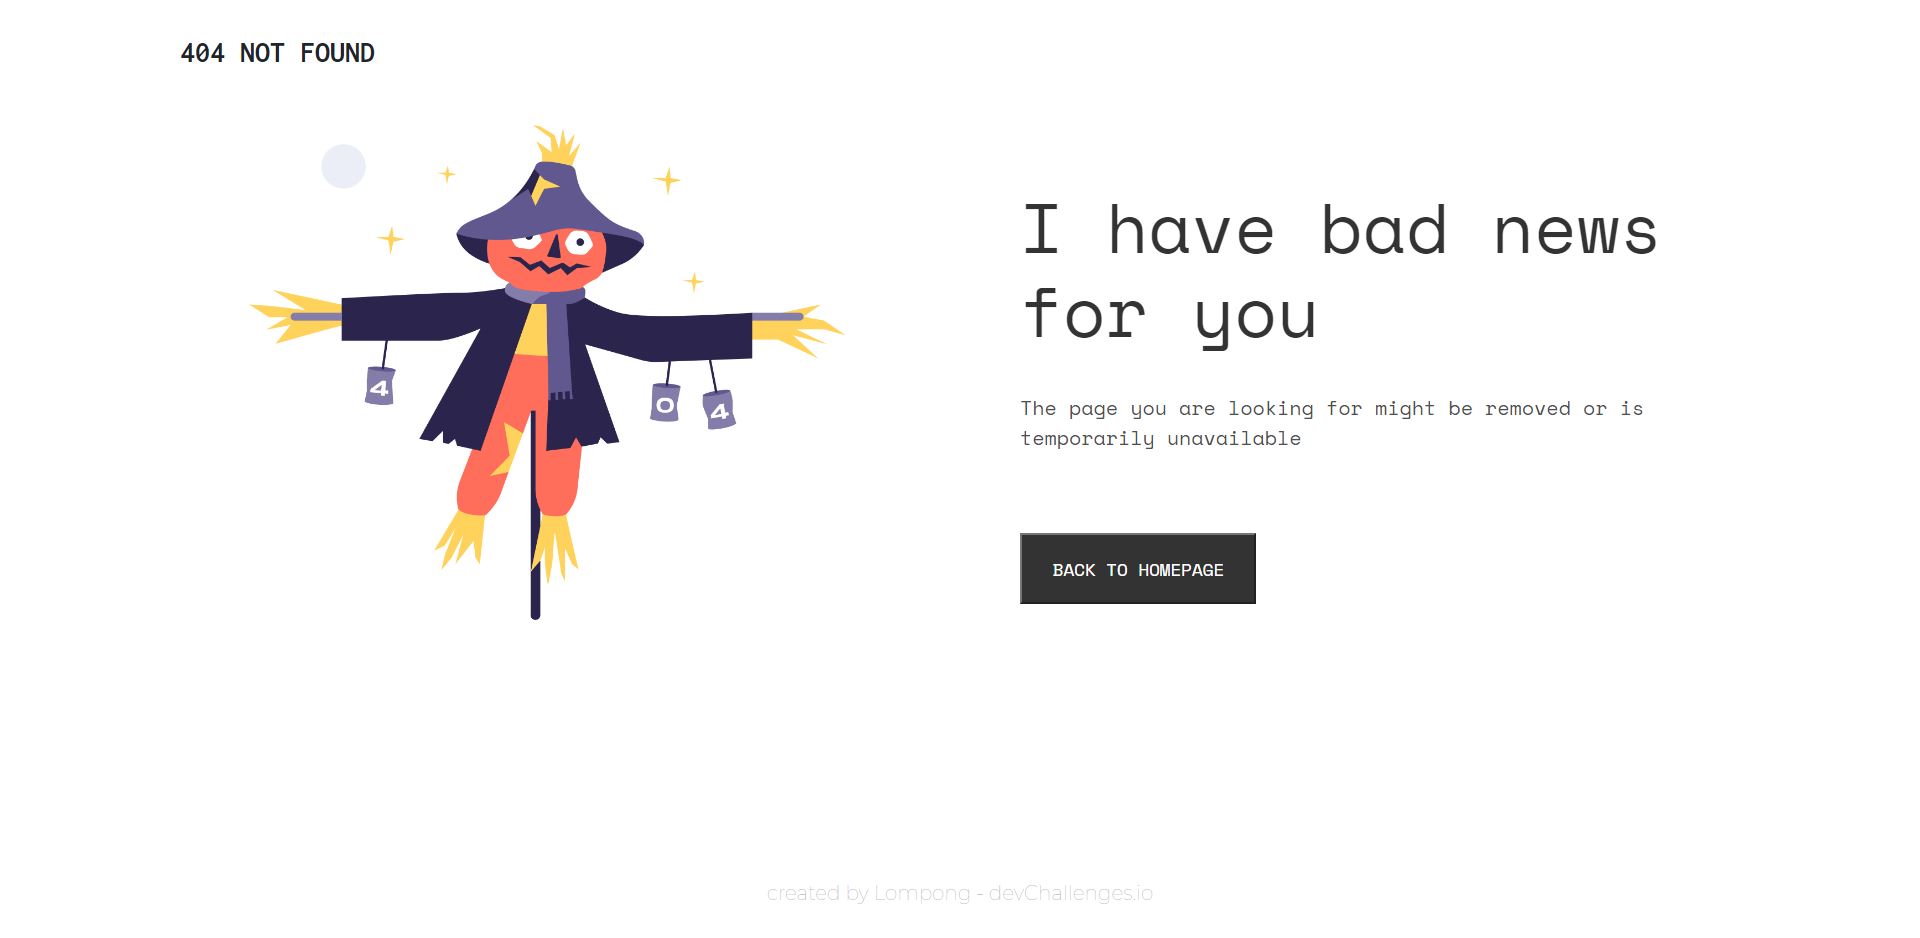 404 NOT FOUND
I have bad news
for you
The page you are looking for might be removed or is
temporarily unavailable
BACK TO HOMEPAGE
4
0
4
created by Lompong - devChallenges.io